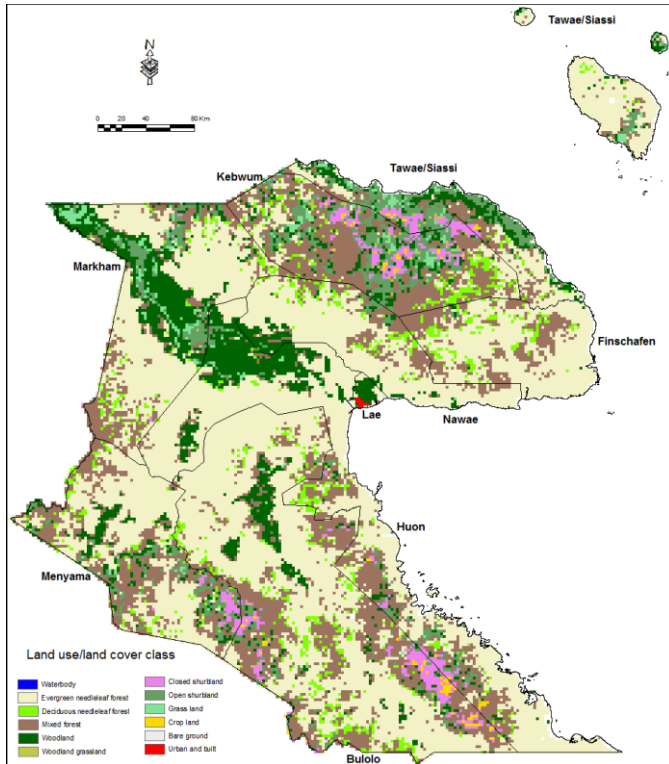 Tawae/Siassi
N
0 20 40 80 Km
Kebwum
Tawae/Siassi
Markham
Finschafen
Lae
Nawae
Huon
Menyama
Land use/land cover class
Waterbody
Evergreen needleleaf forest
Deciduous needleleaf forest
Mixed forest
Woodland
Woodland grassland
Closed shurbland
Open shurbland
Grass land
Crop land
Bare ground
Urban and built
Bulolo